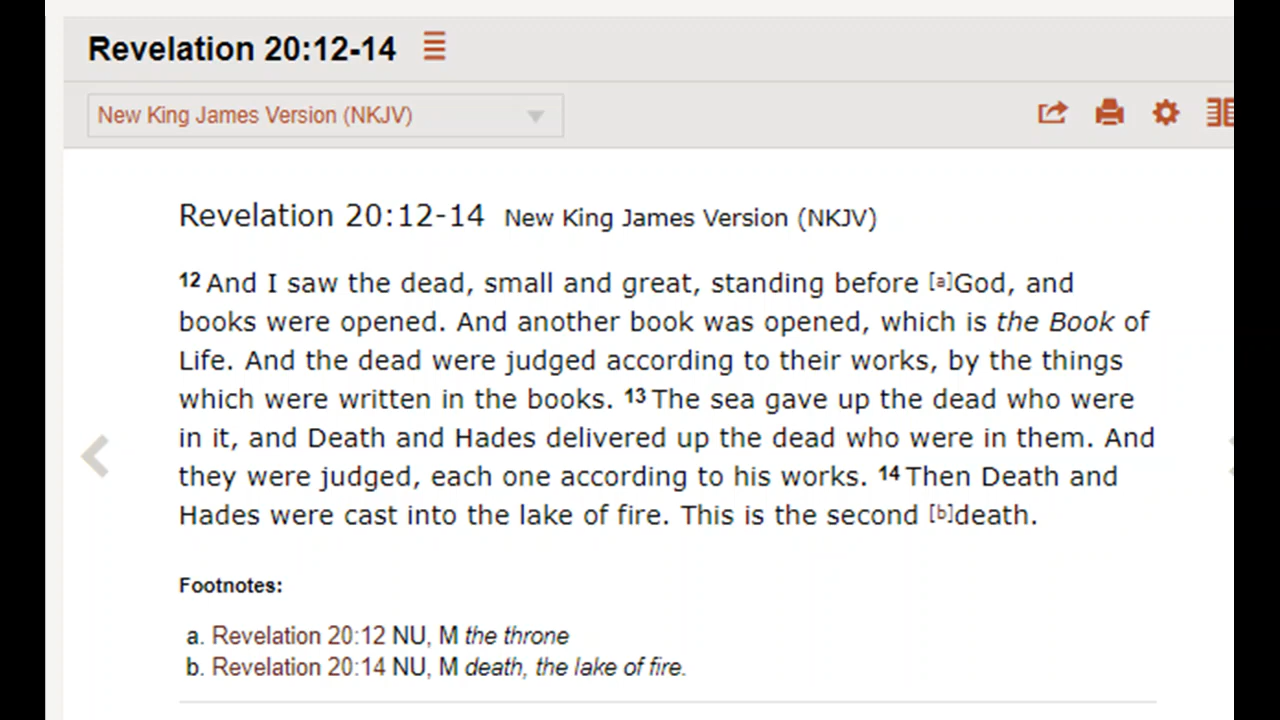 Revelation 20:12-14
New King James Version (NKJV)
Revelation 20:12-14 New King James Version (NKJV)
12 And I saw the dead, small and great, standing before [a]God, and
books were opened. And another book was opened, which is the Book of
Life. And the dead were judged according to their works, by the things
which were written in the books. 13 The sea gave up the dead who were
in it, and Death and Hades delivered up the dead who were in them. And
they were judged, each one according to his works. 14 Then Death and
Hades were cast into the lake of fire. This is the second [b]death.
Footnotes:
a. Revelation 20:12 NU, M the throne
b. Revelation 20:14 NU, M death, the lake of fire.